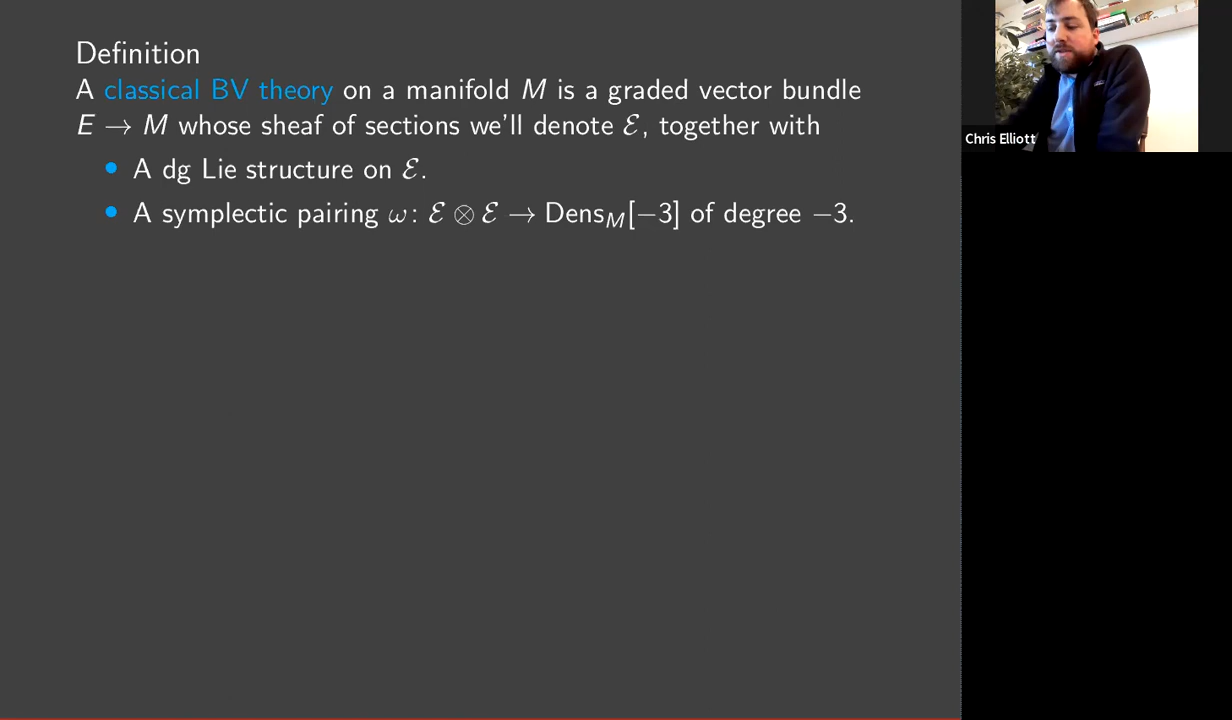 Definition
A classical BV theory on a manifold M is a graded vector bundle
E → M whose sheaf of sections we'll denote ℰ, together with
• A dg Lie structure on ℰ.
• A symplectic pairing ω: ℰ ⊗ ℰ → Dens_M[−3] of degree −3.
Chris Elliott